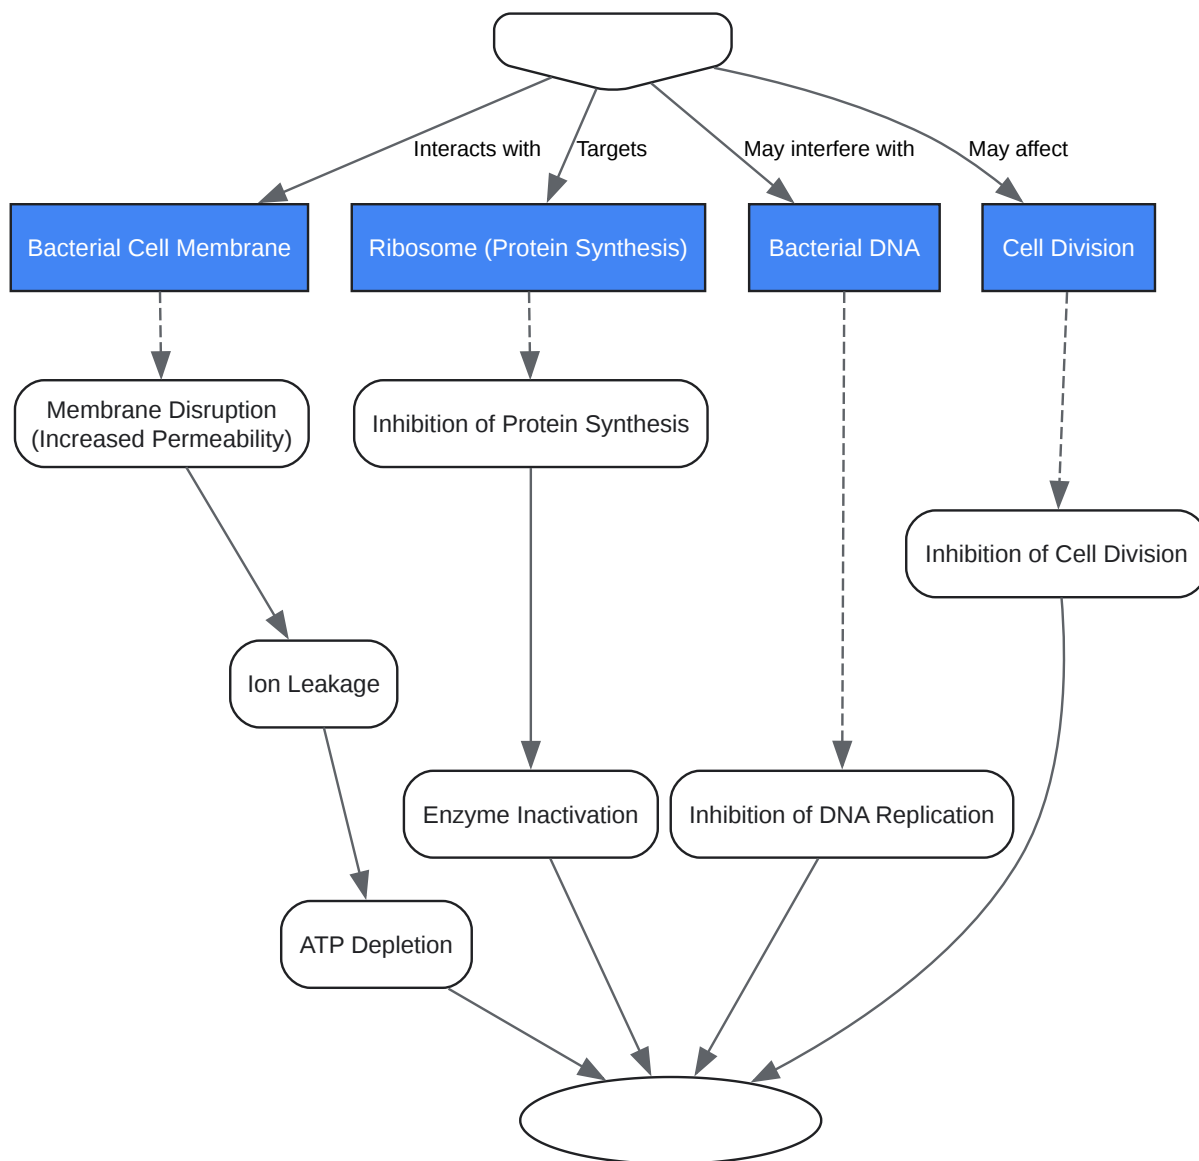 Interacts with
Targets
May interfere with
May affect
Bacterial Cell Membrane
Ribosome (Protein Synthesis)
Bacterial DNA
Cell Division
Membrane Disruption
(Increased Permeability)
Inhibition of Protein Synthesis
Inhibition of Cell Division
Ion Leakage
Enzyme Inactivation
Inhibition of DNA Replication
ATP Depletion